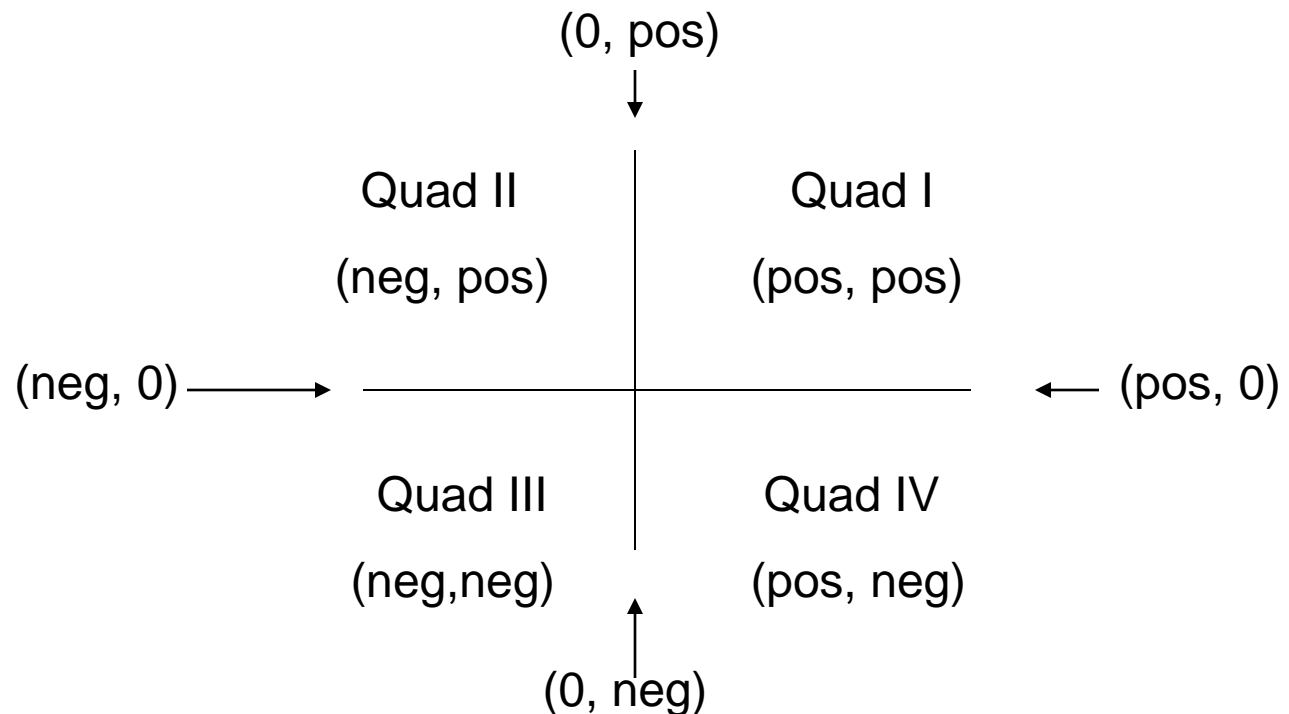 (0, pos)
Quad II
Quad I
(neg, pos)
(pos, pos)
(neg, 0)
(pos, 0)
Quad III
Quad IV
(neg,neg)
(pos, neg)
(0, neg)